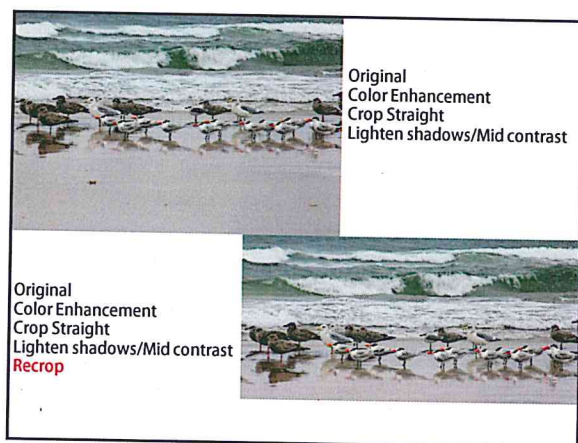 Original
Color Enhancement
Crop Straight
Lighten shadows/Mid contrast
Original
Color Enhancement
Crop Straight
Lighten shadows/Mid contrast
Recrop